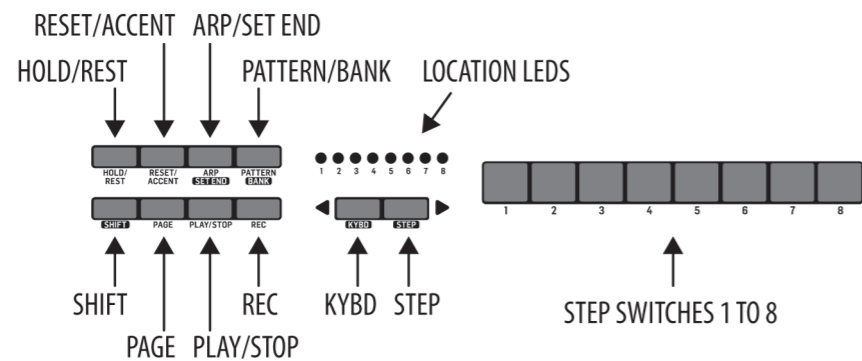 RESET/ACCENT ARP/SET END
HOLD/REST PATTERN/BANK LOCATION LEDS
HOLD/
REST
RESET/
ACCENT
ARP
SET END
PATTERN
BANK
1 2 3 4 5 6 7 8
SHIFT PAGE PLAY/STOP REC
KYBD STEP
1 2 3 4 5 6 7 8
SHIFT REC KYBD STEP
STEP SWITCHES 1 TO 8
PAGE PLAY/STOP